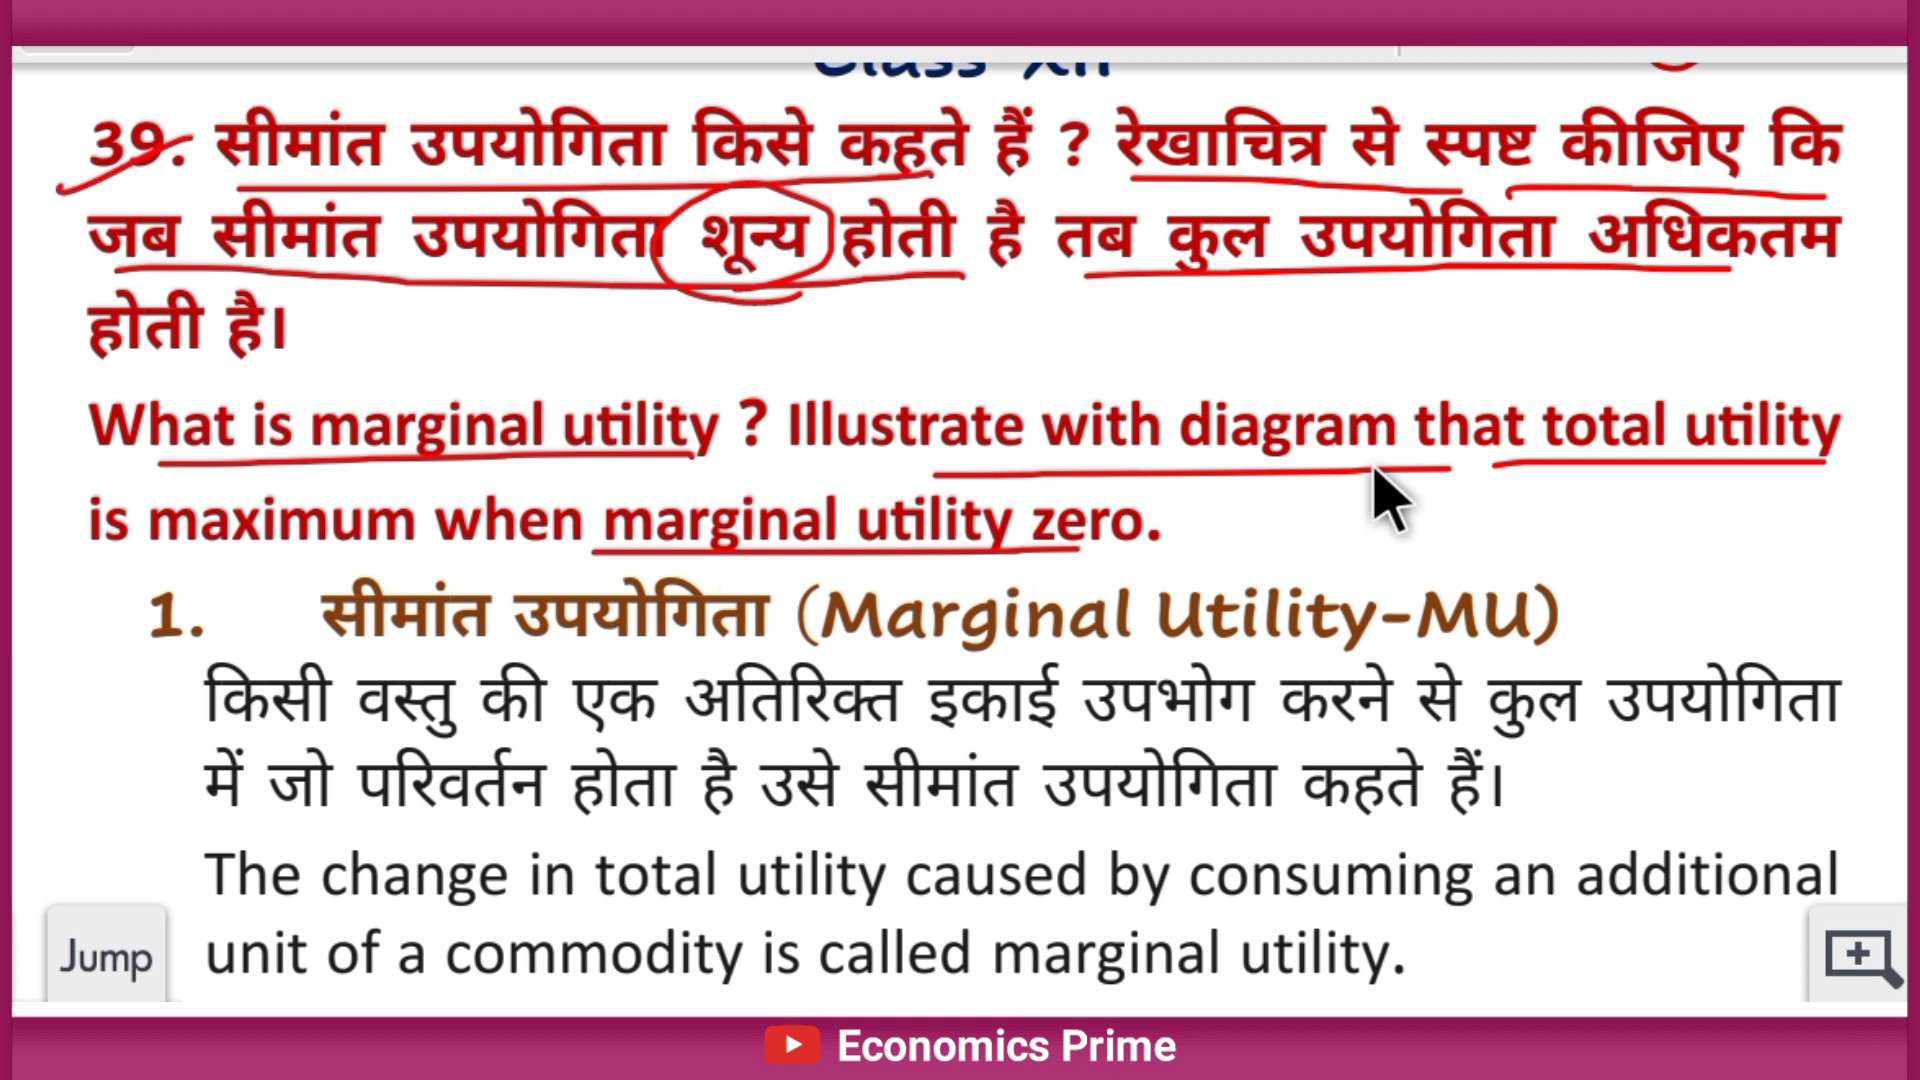 Class XII
39. सीमांत उपयोगिता किसे कहते हैं ? रेखाचित्र से स्पष्ट कीजिए कि
जब सीमांत उपयोगिता शून्य होती है तब कुल उपयोगिता अधिकतम
होती है।
What is marginal utility ? Illustrate with diagram that total utility
is maximum when marginal utility zero.
1. सीमांत उपयोगिता (Marginal Utility-MU)
किसी वस्तु की एक अतिरिक्त इकाई उपभोग करने से कुल उपयोगिता
में जो परिवर्तन होता है उसे सीमांत उपयोगिता कहते हैं।
The change in total utility caused by consuming an additional
unit of a commodity is called marginal utility.
Jump
Economics Prime